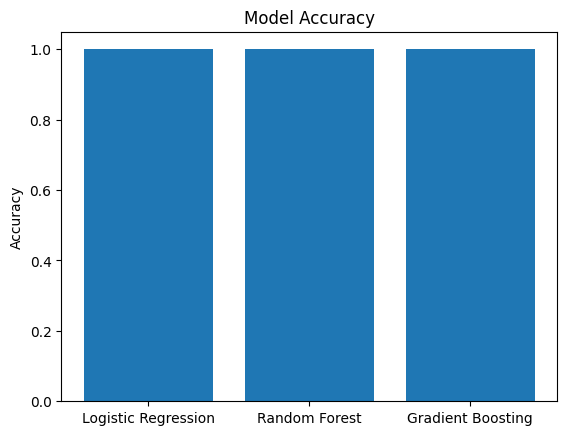 Model Accuracy
1.0
0.8
0.6
0.4
0.2
0.0
Accuracy
Logistic Regression
Random Forest
Gradient Boosting